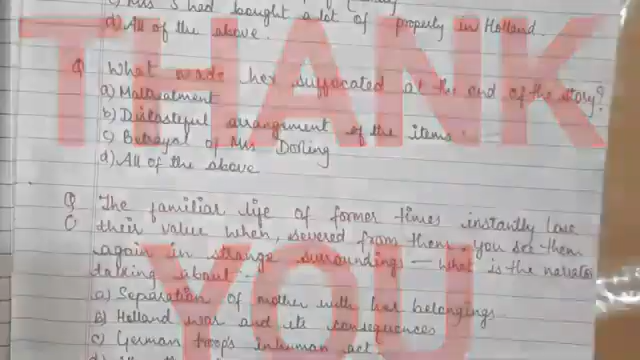 c) Mrs S had bought a lot of property in Holland
d) All of the above.
Q What made her suffocated at the end of the story?
a) Maltreatment
b) Distasteful arrangement of the items.
c) Betrayal of Mrs Dorling
d) All of the above
Q The familiar life of former times instantly lose
their value when, severed from them, you see them
again in strange surroundings — what is the narrator
talking about
a) Separation of mother with her belongings
b) Holland war and its consequences
c) German troops inhuman act.
d)
THANK
YOU